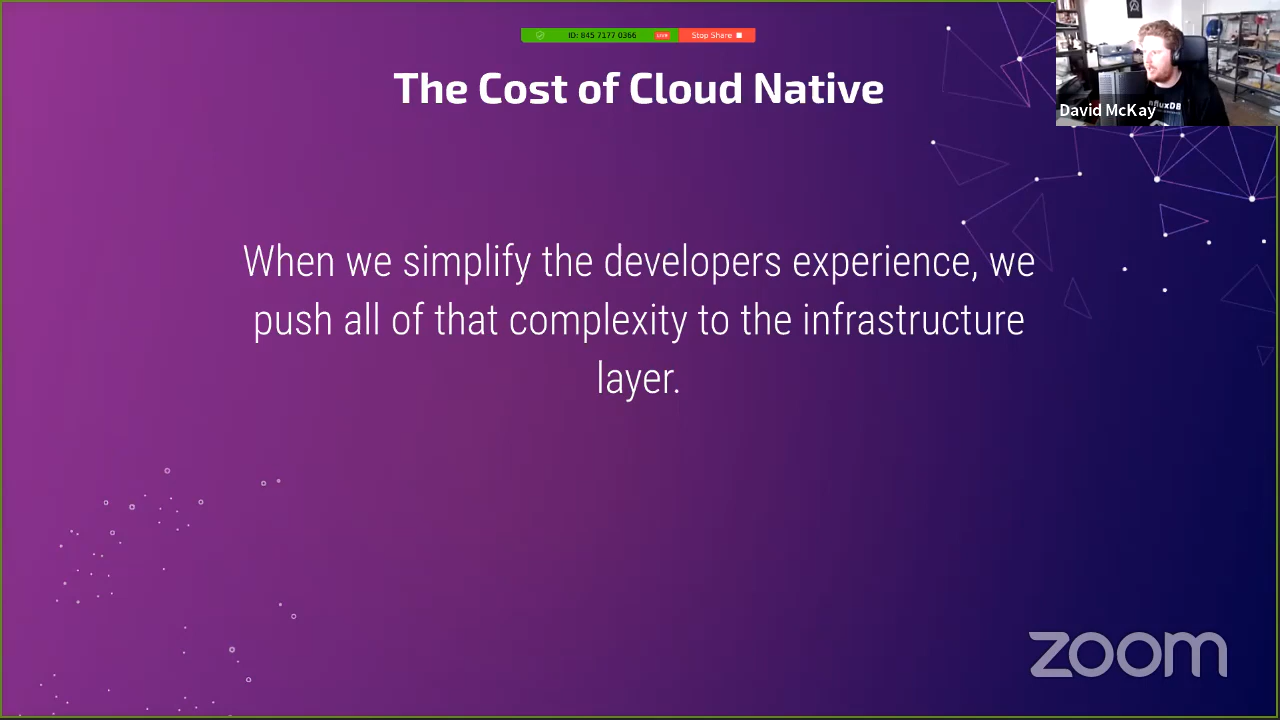 ID: 845 7177 0366 LIVE Stop Share
The Cost of Cloud Native
David McKay
When we simplify the developers experience, we
push all of that complexity to the infrastructure
layer.
zoom